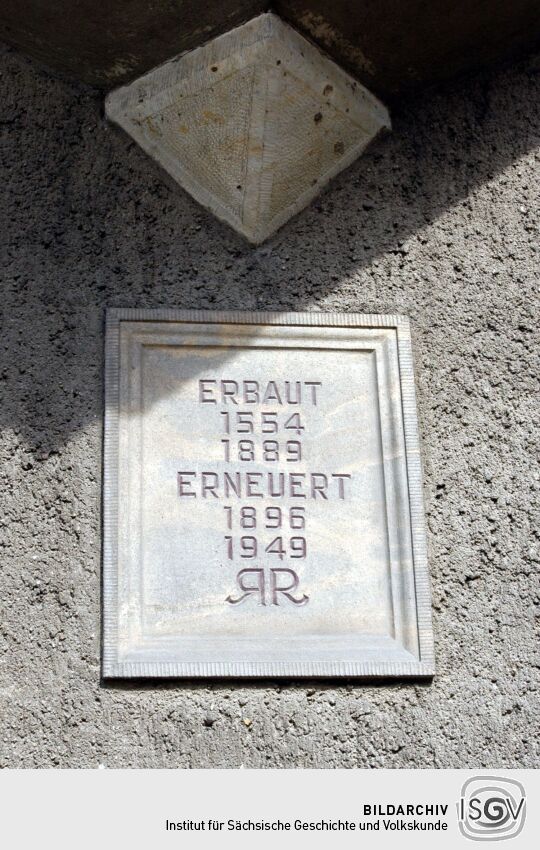 ERBAUT
1554
1889
ERNEUERT
1896
1949
RR
BILDARCHIV
Institut für Sächsische Geschichte und Volkskunde
ISGV